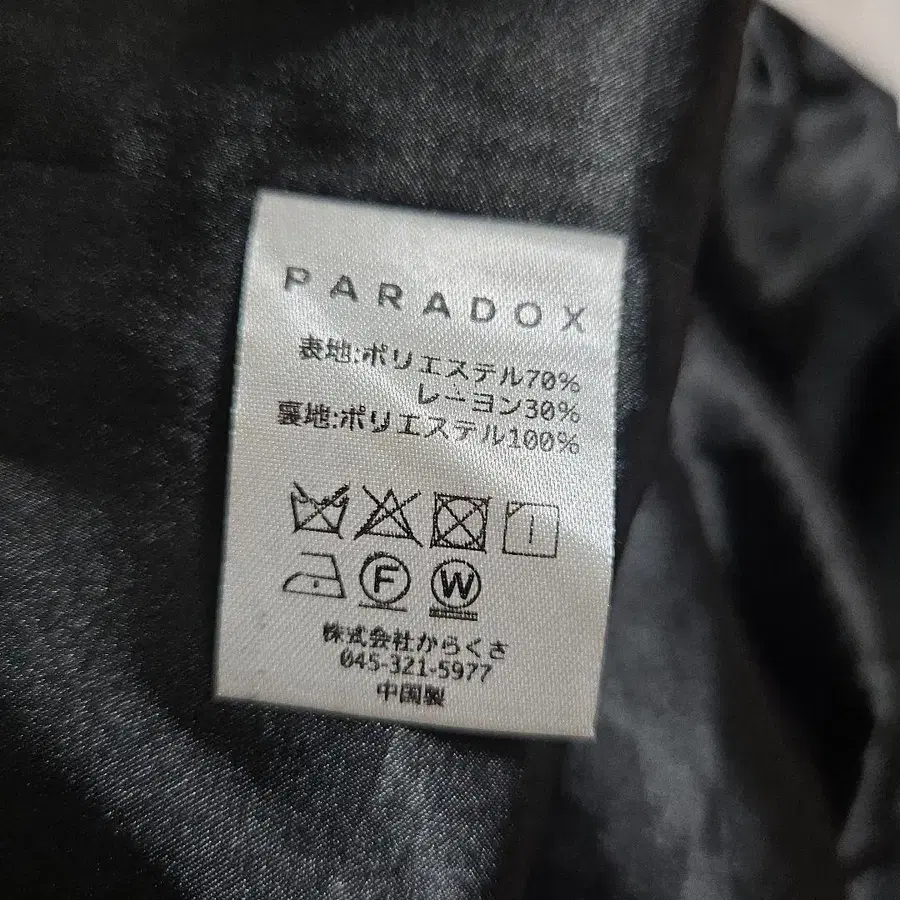 PARADOX
表地:ポリエステル70%
レーヨン30%
裏地:ポリエステル100%
F W
株式会社からくさ
045-321-5977
中国製